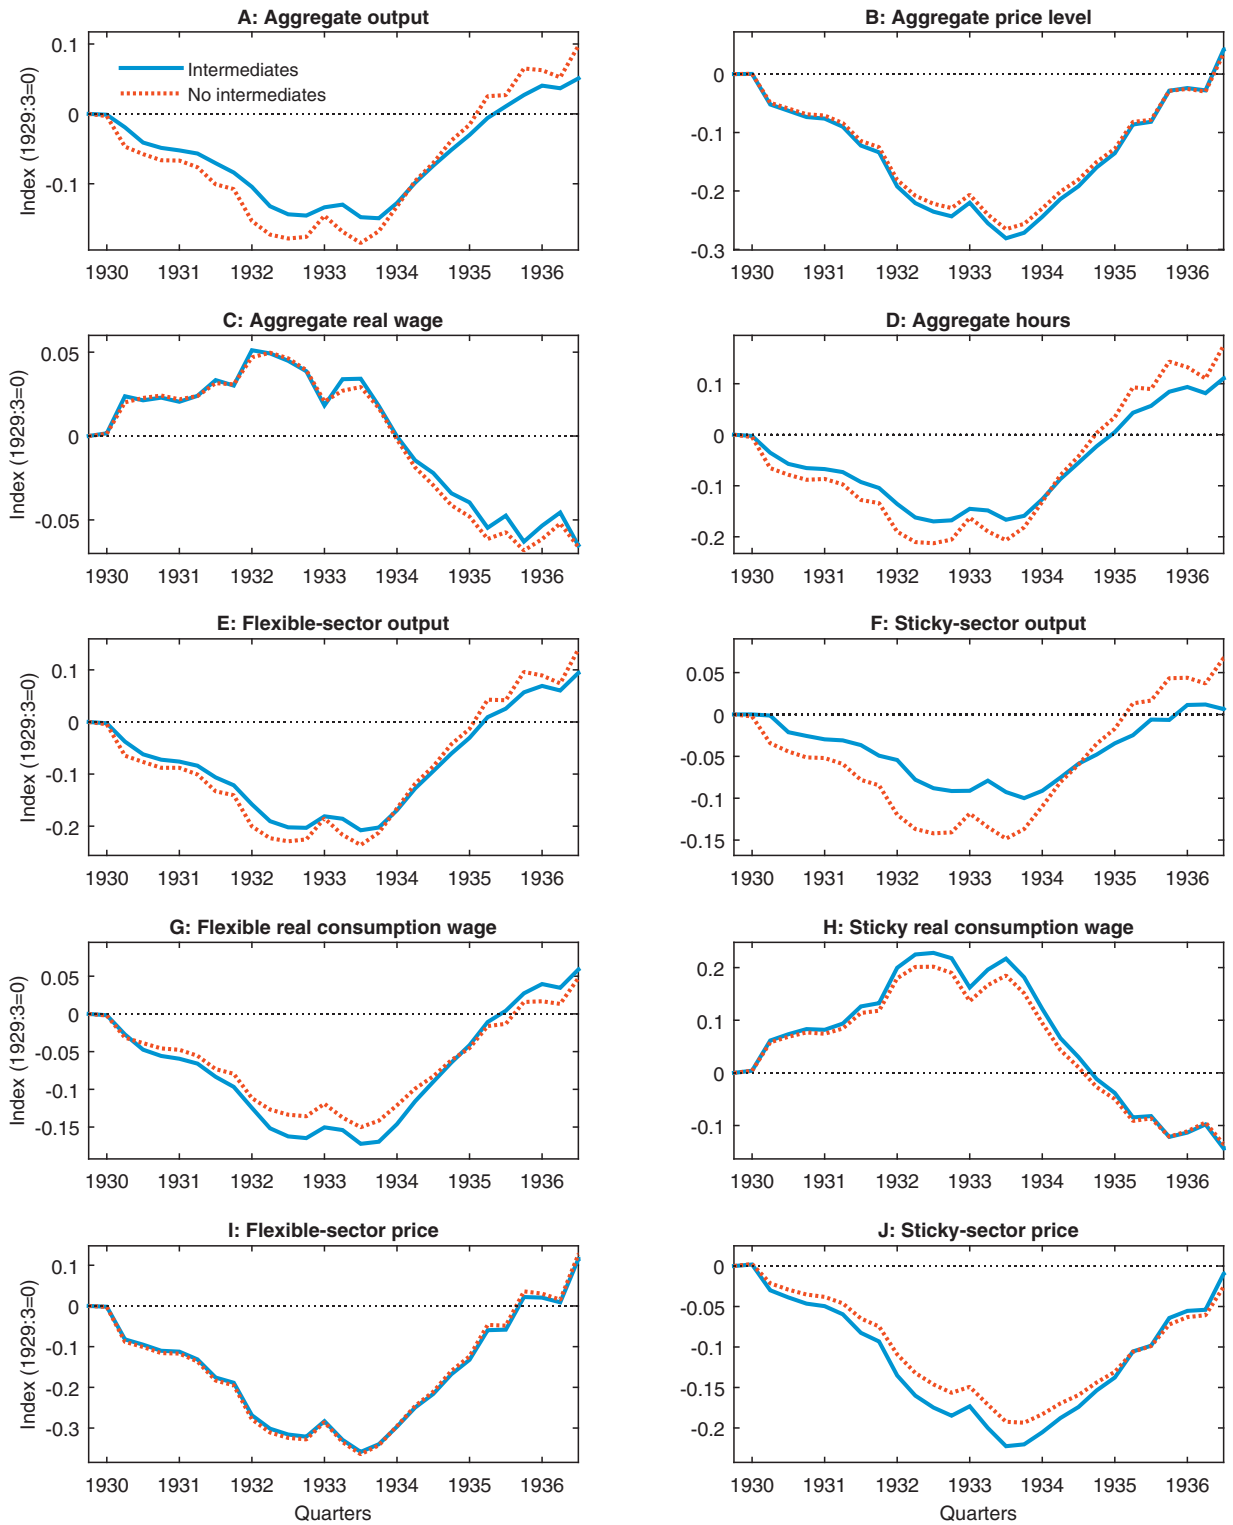 A: Aggregate output
Index (1929:3=0)
0.1
0
-0.1
Intermediates
No intermediates
1930 1931 1932 1933 1934 1935 1936
B: Aggregate price level
0
-0.1
-0.2
-0.3
1930 1931 1932 1933 1934 1935 1936
C: Aggregate real wage
Index (1929:3=0)
0.05
0
-0.05
1930 1931 1932 1933 1934 1935 1936
D: Aggregate hours
0.1
0
-0.1
-0.2
1930 1931 1932 1933 1934 1935 1936
E: Flexible-sector output
Index (1929:3=0)
0.1
0
-0.1
-0.2
1930 1931 1932 1933 1934 1935 1936
F: Sticky-sector output
0.05
0
-0.05
-0.1
-0.15
1930 1931 1932 1933 1934 1935 1936
G: Flexible real consumption wage
Index (1929:3=0)
0.05
0
-0.05
-0.1
-0.15
1930 1931 1932 1933 1934 1935 1936
H: Sticky real consumption wage
0.2
0.1
0
-0.1
1930 1931 1932 1933 1934 1935 1936
I: Flexible-sector price
Index (1929:3=0)
0.1
0
-0.1
-0.2
-0.3
1930 1931 1932 1933 1934 1935 1936
Quarters
J: Sticky-sector price
0
-0.05
-0.1
-0.15
-0.2
1930 1931 1932 1933 1934 1935 1936
Quarters